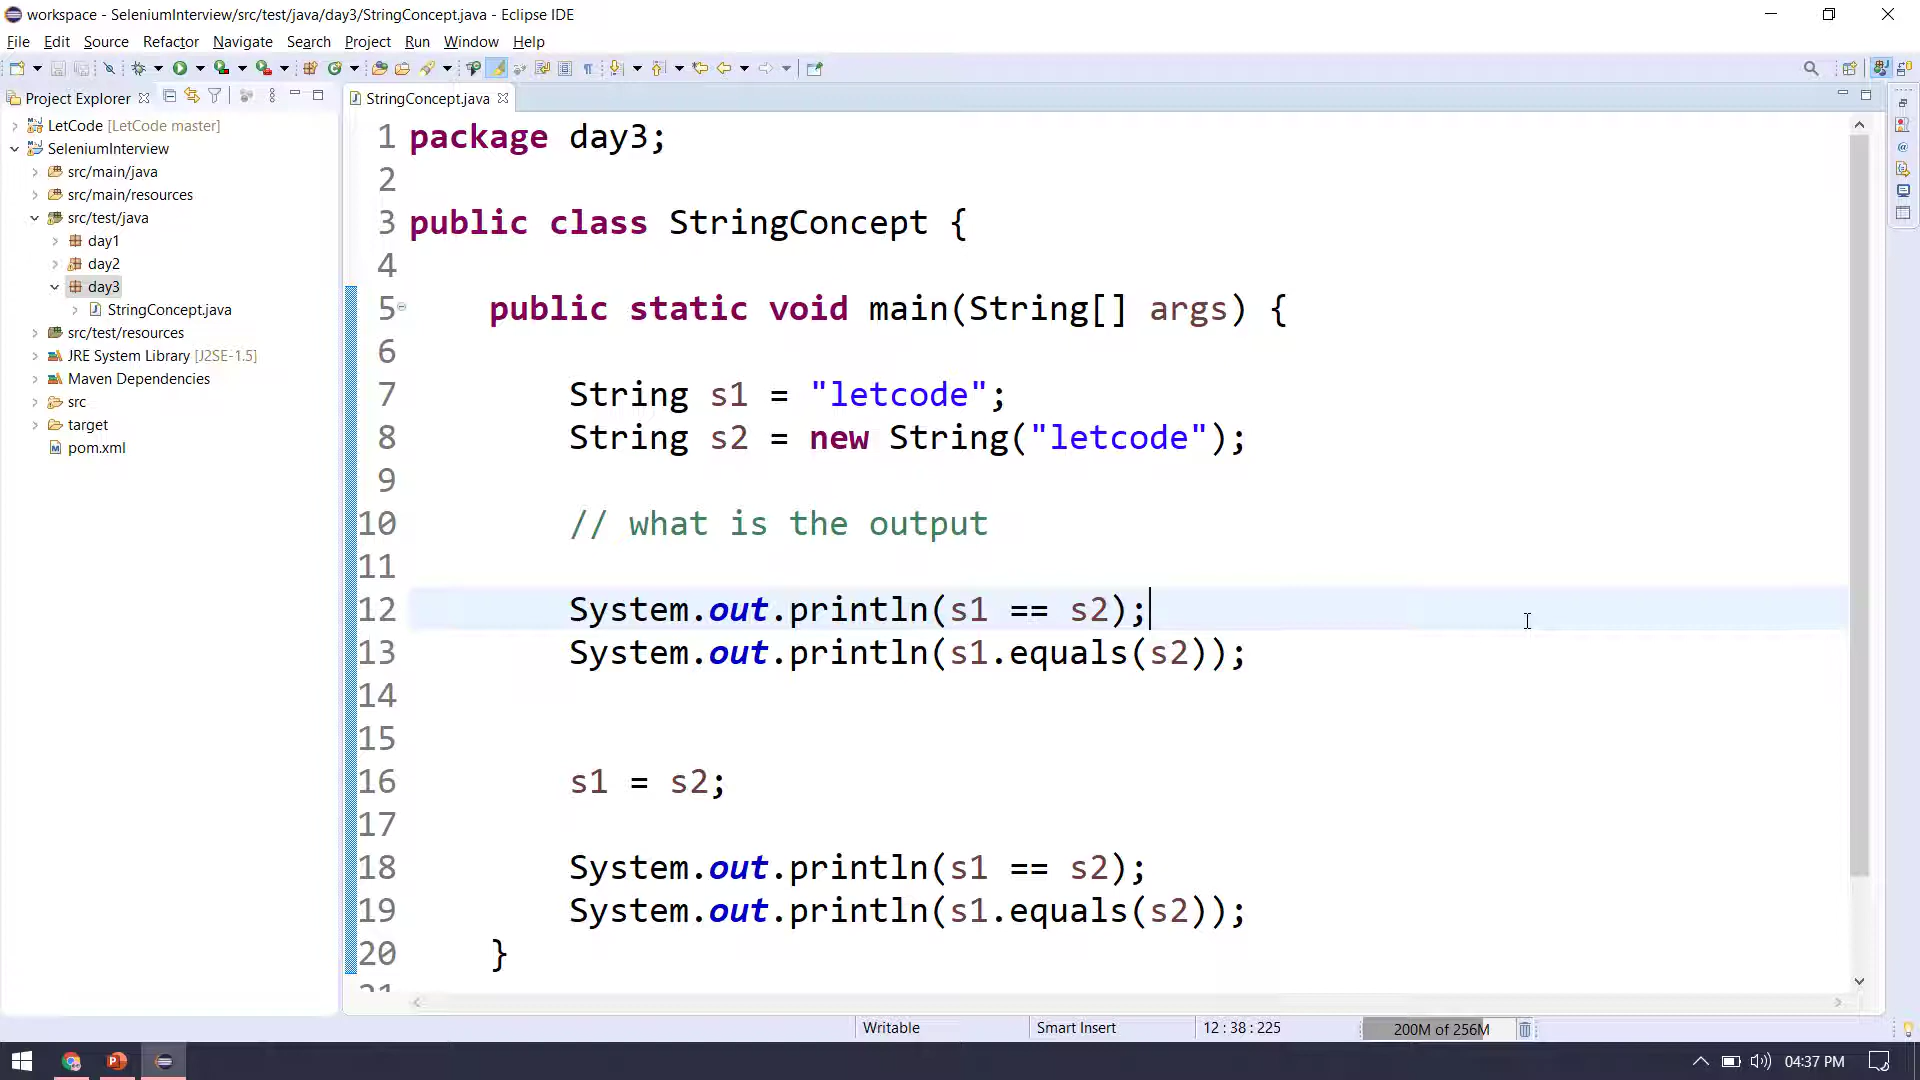 workspace - SeleniumInterview/src/test/java/day3/StringConcept.java - Eclipse IDE
File Edit Source Refactor Navigate Search Project Run Window Help
Project Explorer
LetCode [LetCode master]
SeleniumInterview
src/main/java
src/main/resources
src/test/java
day1
day2
day3
StringConcept.java
src/test/resources
JRE System Library [J2SE-1.5]
Maven Dependencies
src
target
pom.xml
StringConcept.java
1 package day3;
2
3 public class StringConcept {
4
5 public static void main(String[] args) {
6
7 String s1 = "letcode";
8 String s2 = new String("letcode");
9
10 // what is the output
11
12 System.out.println(s1 == s2);
13 System.out.println(s1.equals(s2));
14
15
16 s1 = s2;
17
18 System.out.println(s1 == s2);
19 System.out.println(s1.equals(s2));
20 }
21
Writable Smart Insert 12 : 38 : 225 200M of 256M
04:37 PM